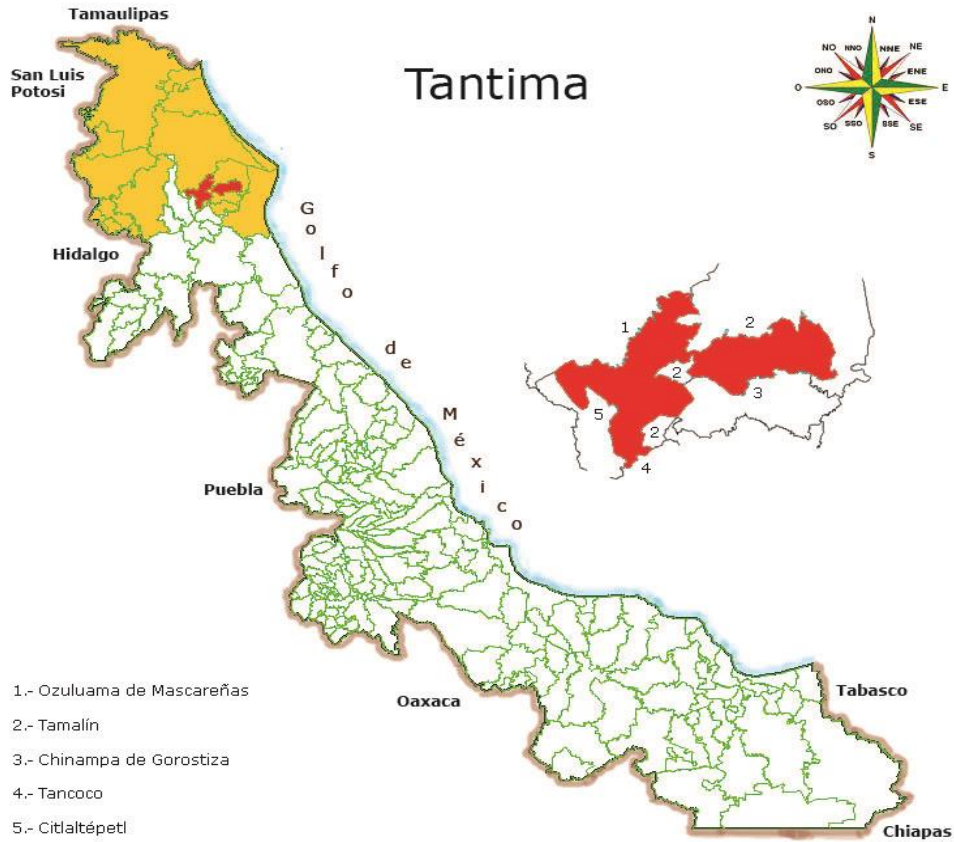 Tamaulipas
San Luis
Potosi
Tantima
N
NNO
NNE
NO
NE
ONO
ENE
O
E
OSO
ESE
SO
SSO
SSE
SE
S
Hidalgo
Golfo de México
1
2
2
3
5
2
4
Puebla
Oaxaca
Tabasco
Chiapas
1.- Ozuluama de Mascareñas
2.- Tamalín
3.- Chinampa de Gorostiza
4.- Tancoco
5.- Citlaltépetl